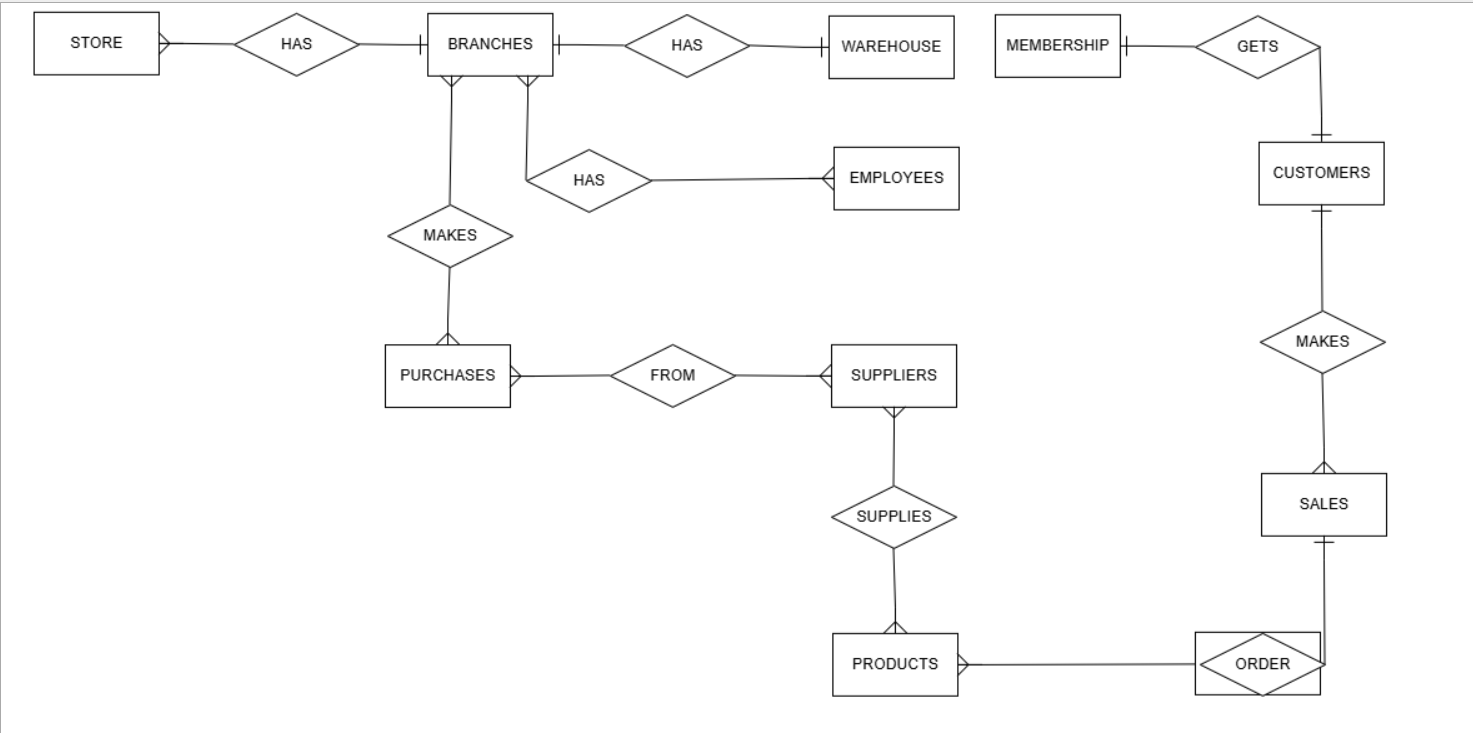 STORE
HAS
BRANCHES
HAS
WAREHOUSE
MEMBERSHIP
GETS
HAS
EMPLOYEES
CUSTOMERS
MAKES
MAKES
PURCHASES
FROM
SUPPLIERS
SALES
SUPPLIES
PRODUCTS
ORDER